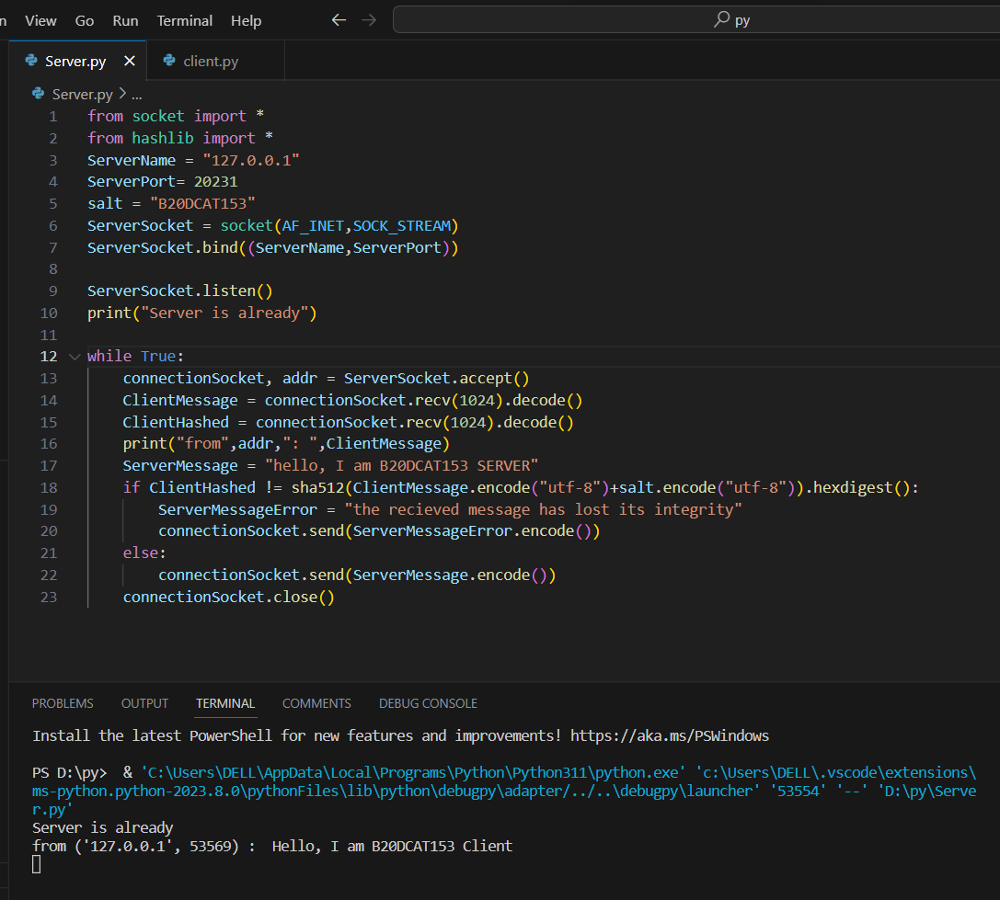 View Go Run Terminal Help ← → py
Server.py × client.py
Server.py > ...
1 from socket import *
2 from hashlib import *
3 ServerName = "127.0.0.1"
4 ServerPort= 20231
5 salt = "B20DCAT153"
6 ServerSocket = socket(AF_INET,SOCK_STREAM)
7 ServerSocket.bind((ServerName,ServerPort))
8
9 ServerSocket.listen()
10 print("Server is already")
11
12 while True:
13     connectionSocket, addr = ServerSocket.accept()
14     ClientMessage = connectionSocket.recv(1024).decode()
15     ClientHashed = connectionSocket.recv(1024).decode()
16     print("from",addr,": ",ClientMessage)
17     ServerMessage = "hello, I am B20DCAT153 SERVER"
18     if ClientHashed != sha512(ClientMessage.encode("utf-8")+salt.encode("utf-8")).hexdigest():
19         ServerMessageError = "the recieved message has lost its integrity"
20         connectionSocket.send(ServerMessageError.encode())
21     else:
22         connectionSocket.send(ServerMessage.encode())
23     connectionSocket.close()
PROBLEMS OUTPUT TERMINAL COMMENTS DEBUG CONSOLE
Install the latest PowerShell for new features and improvements! https://aka.ms/PSWindows
PS D:\py>  & 'C:\Users\DELL\AppData\Local\Programs\Python\Python311\python.exe' 'c:\Users\DELL\.vscode\extensions\
ms-python.python-2023.8.0\pythonFiles\lib\python\debugpy\adapter/../..\debugpy\launcher' '53554' '--' 'D:\py\Serve
r.py'
Server is already
from ('127.0.0.1', 53569) :  Hello, I am B20DCAT153 Client